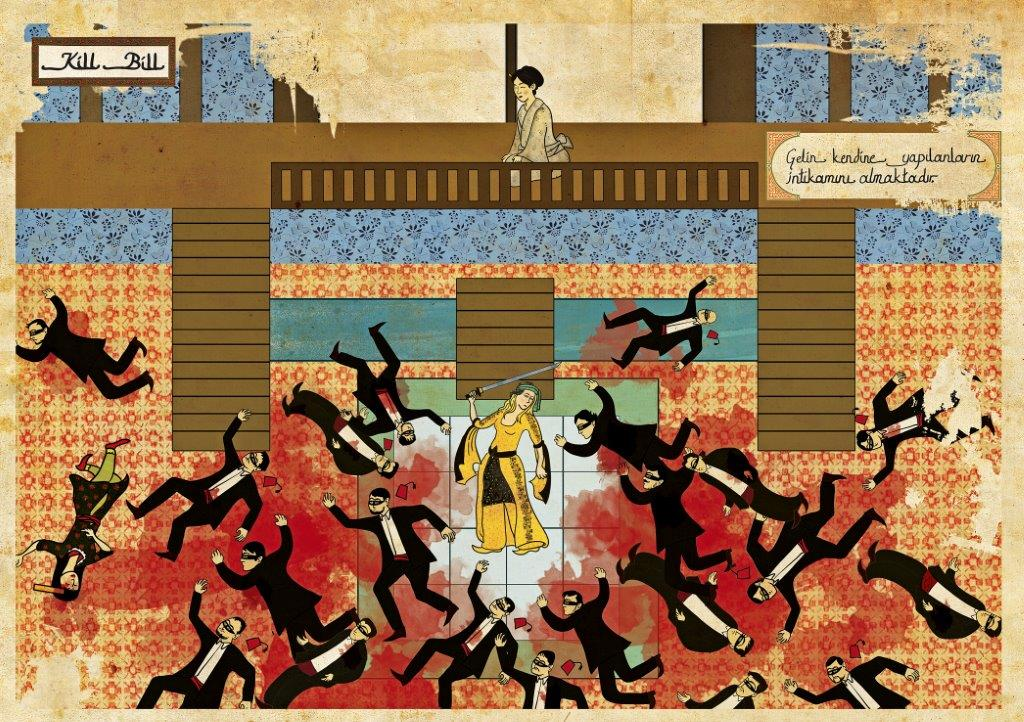 Kill Bill
Gelin kendine yapılanların
intikamını almaktadır.